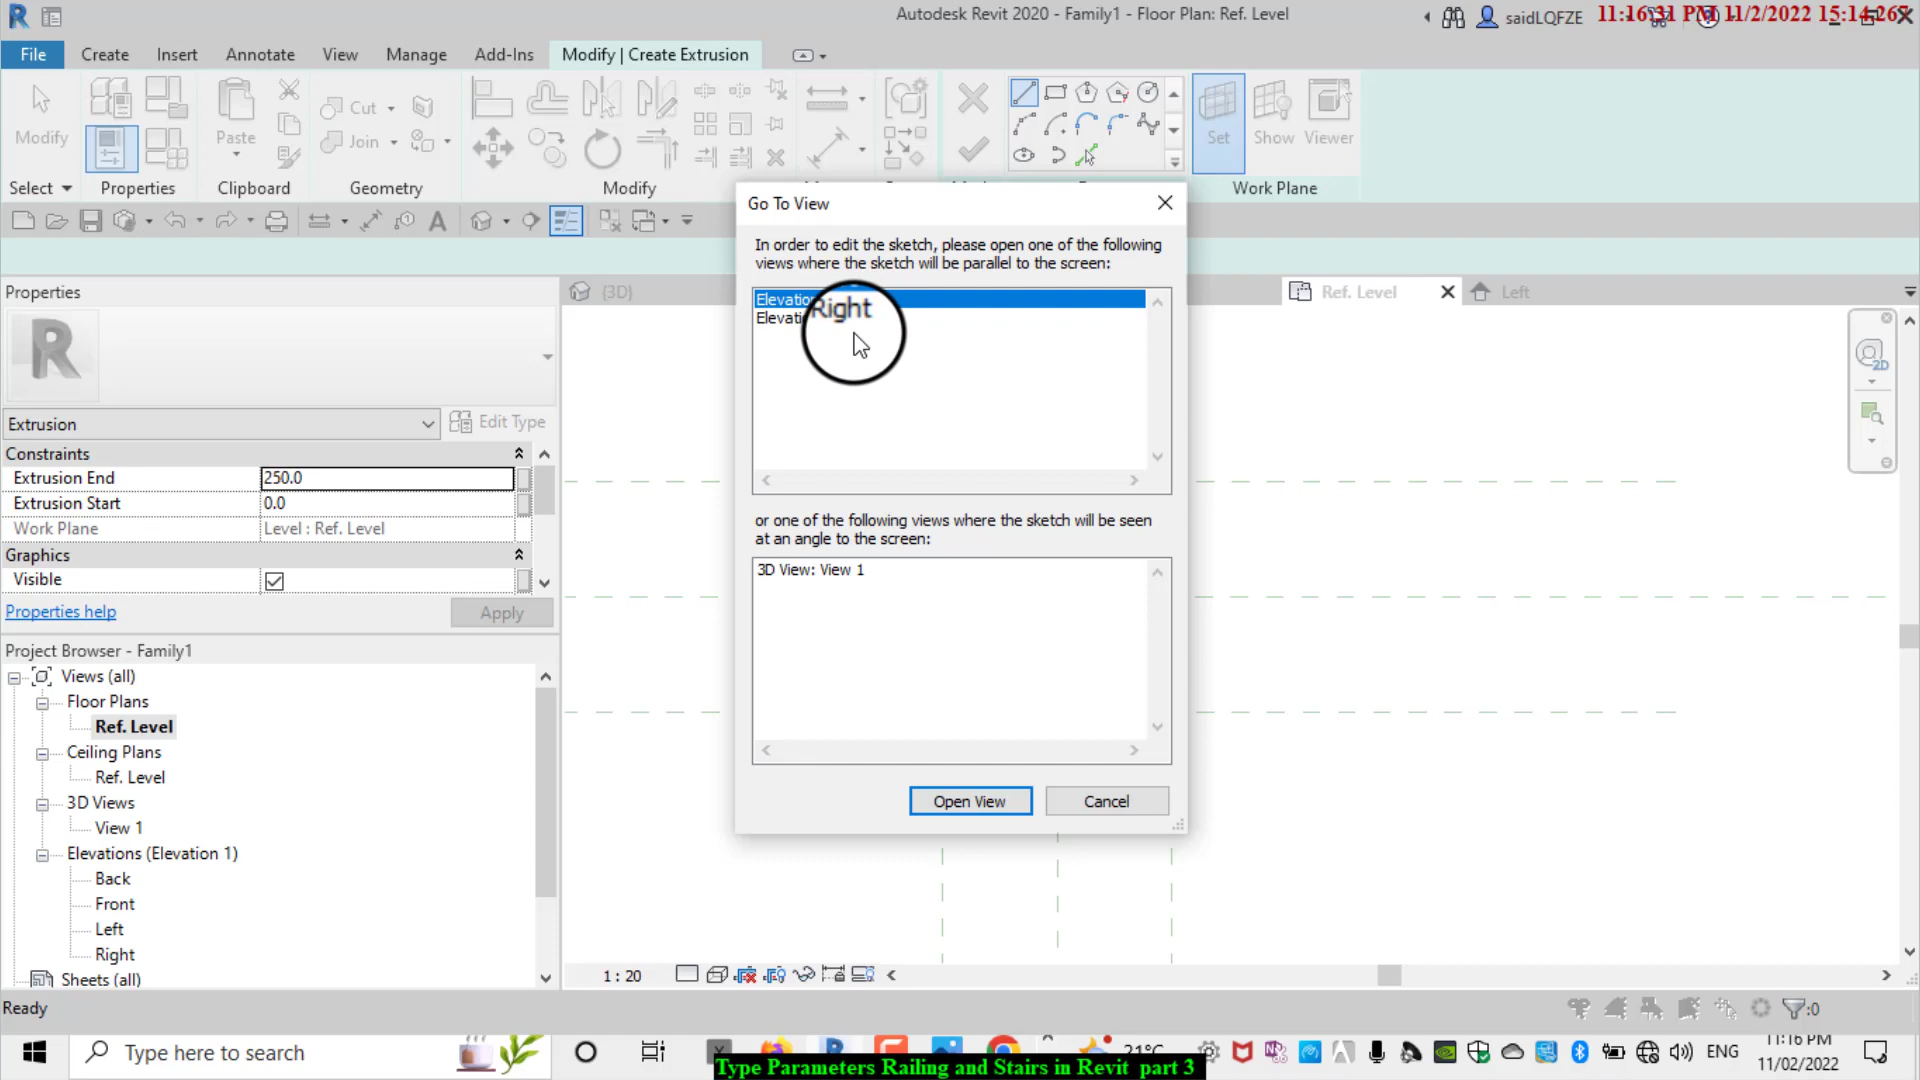 Autodesk Revit 2020 - Family1 - Floor Plan: Ref. Level
saidLQFZE
11:16:31 PM 11/2/2022 15:14.267
File Create Insert Annotate View Manage Add-Ins Modify | Create Extrusion
Modify
Paste
Cut
Join
Set Show Viewer
Select Properties Clipboard Geometry Modify Work Plane
Go To View
In order to edit the sketch, please open one of the following
views where the sketch will be parallel to the screen:
Right
or one of the following views where the sketch will be seen
at an angle to the screen:
3D View: View 1
Open View Cancel
Properties
{3D} Ref. Level Left
2D
R
Extrusion Edit Type
Constraints
Extrusion End 250.0
Extrusion Start 0.0
Work Plane Level : Ref. Level
Graphics
Visible
Properties help Apply
Project Browser - Family1
Views (all)
Floor Plans
Ref. Level
Ceiling Plans
Ref. Level
3D Views
View 1
Elevations (Elevation 1)
Back
Front
Left
Right
Sheets (all)
1 : 20
Ready
:0
Type here to search
21°C
ENG
11:16 PM
11/02/2022
Type Parameters Railing and Stairs in Revit part 3